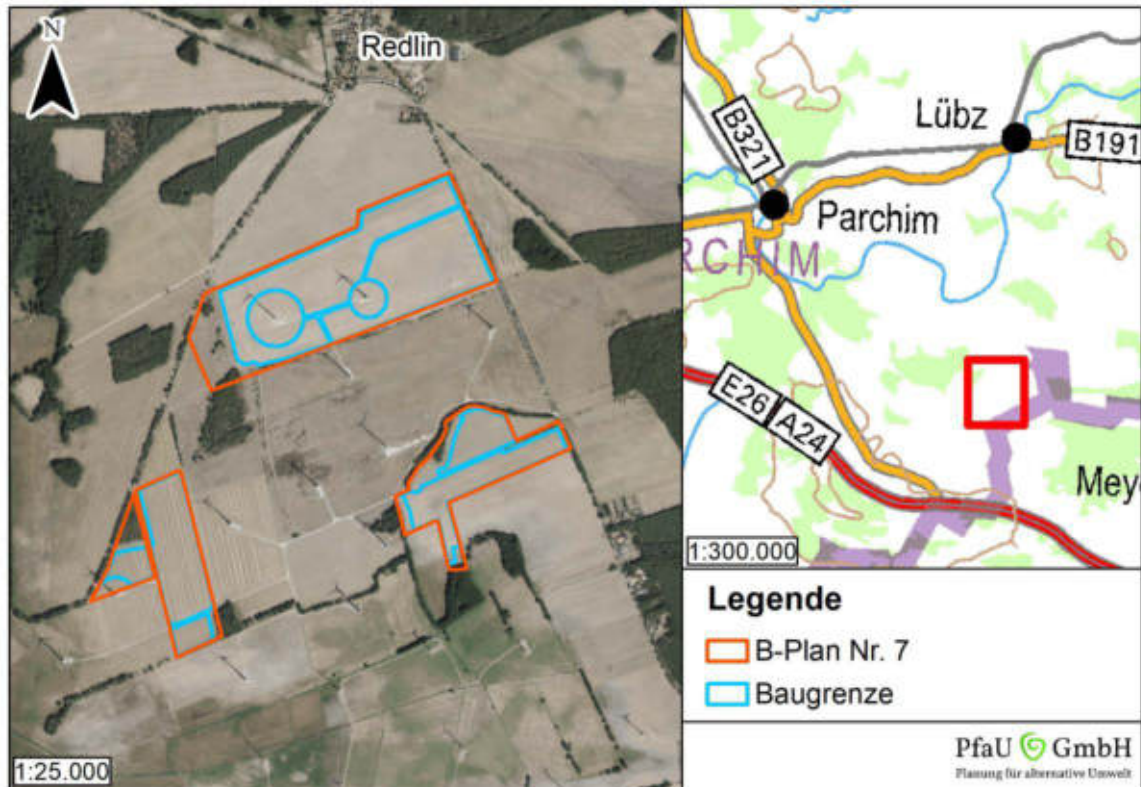 N
Redlin
1:25.000
B321
Lübz
B191
Parchim
RCHIM
E26
A24
Mey
1:300.000
Legende
B-Plan Nr. 7
Baugrenze
PfaU GmbH
Planung für alternative Umwelt